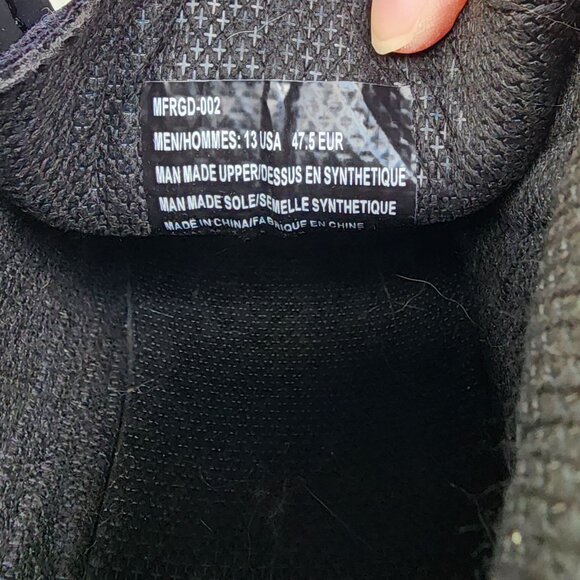 MFRGD-002
MEN/HOMMES: 13 USA 47.5 EUR
MAN MADE UPPER/DESSUS EN SYNTHETIQUE
MAN MADE SOLE/SEMELLE SYNTHETIQUE
MADE IN CHINA/FABRIQUE EN CHINE